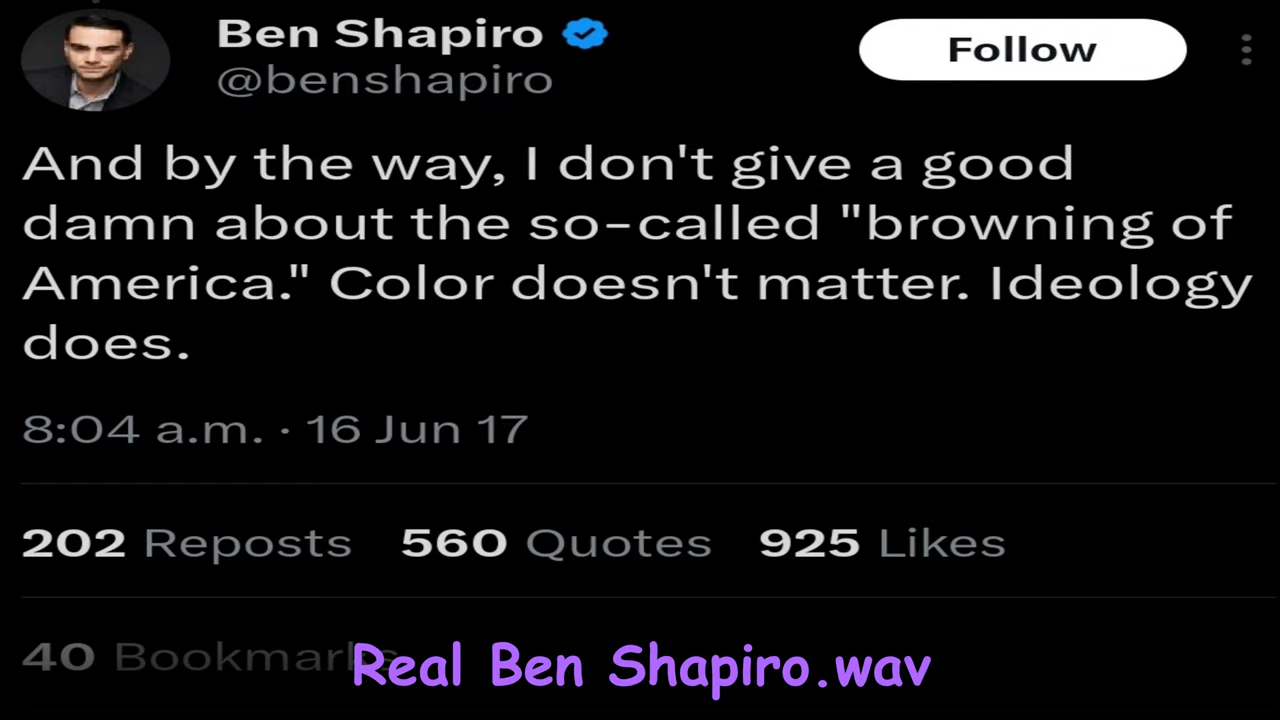 Ben Shapiro
@benshapiro
Follow
And by the way, I don't give a good
damn about the so-called "browning of
America." Color doesn't matter. Ideology
does.
8:04 a.m. · 16 Jun 17
202 Reposts 560 Quotes 925 Likes
40 Bookmarks
Real Ben Shapiro.wav